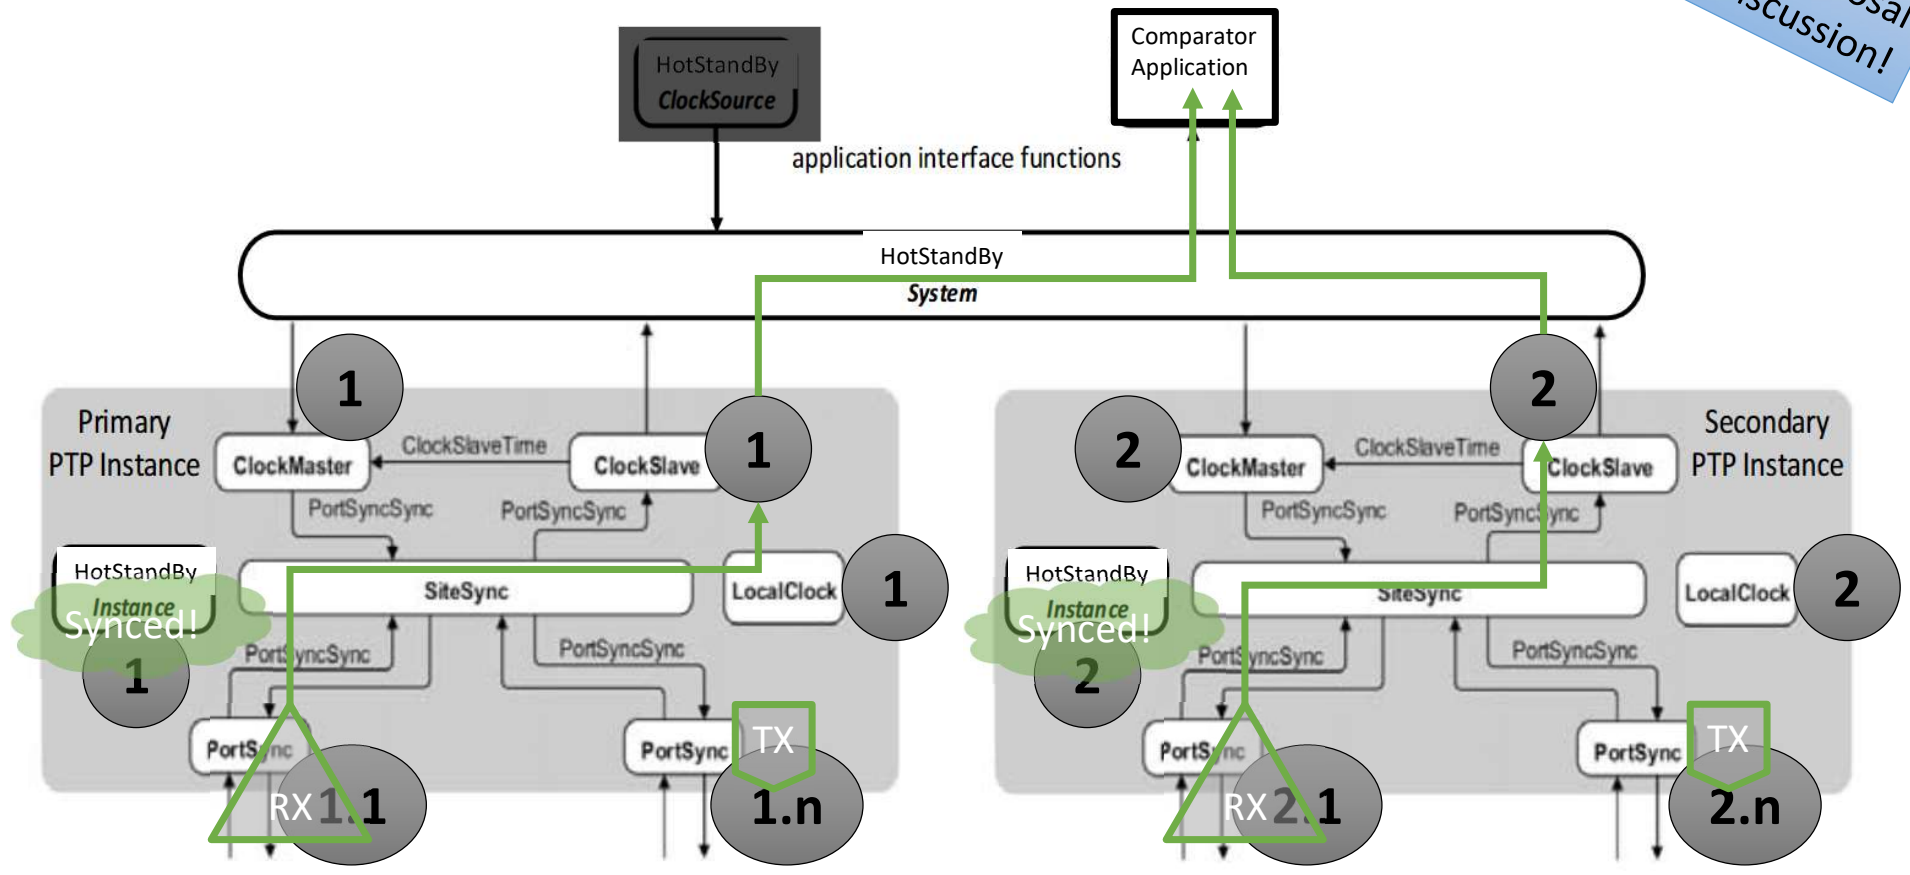 iscussion!
HotStandBy
ClockSource
Comparator
Application
application interface functions
HotStandBy
System
1
2
Primary
PTP Instance
ClockMaster
ClockSlaveTime
ClockSlave
1
2
ClockMaster
ClockSlaveTime
ClockSlave
Secondary
PTP Instance
PortSyncSync
PortSyncSync
PortSyncSync
PortSyncSync
HotStandBy
Instance
Synced!
1
SiteSync
LocalClock
1
HotStandBy
Instance
Synced!
2
SiteSync
LocalClock
2
PortSyncSync
PortSyncSync
PortSyncSync
PortSyncSync
PortSync
RX
1.1
PortSync
TX
1.n
PortSync
RX
2.1
PortSync
TX
2.n